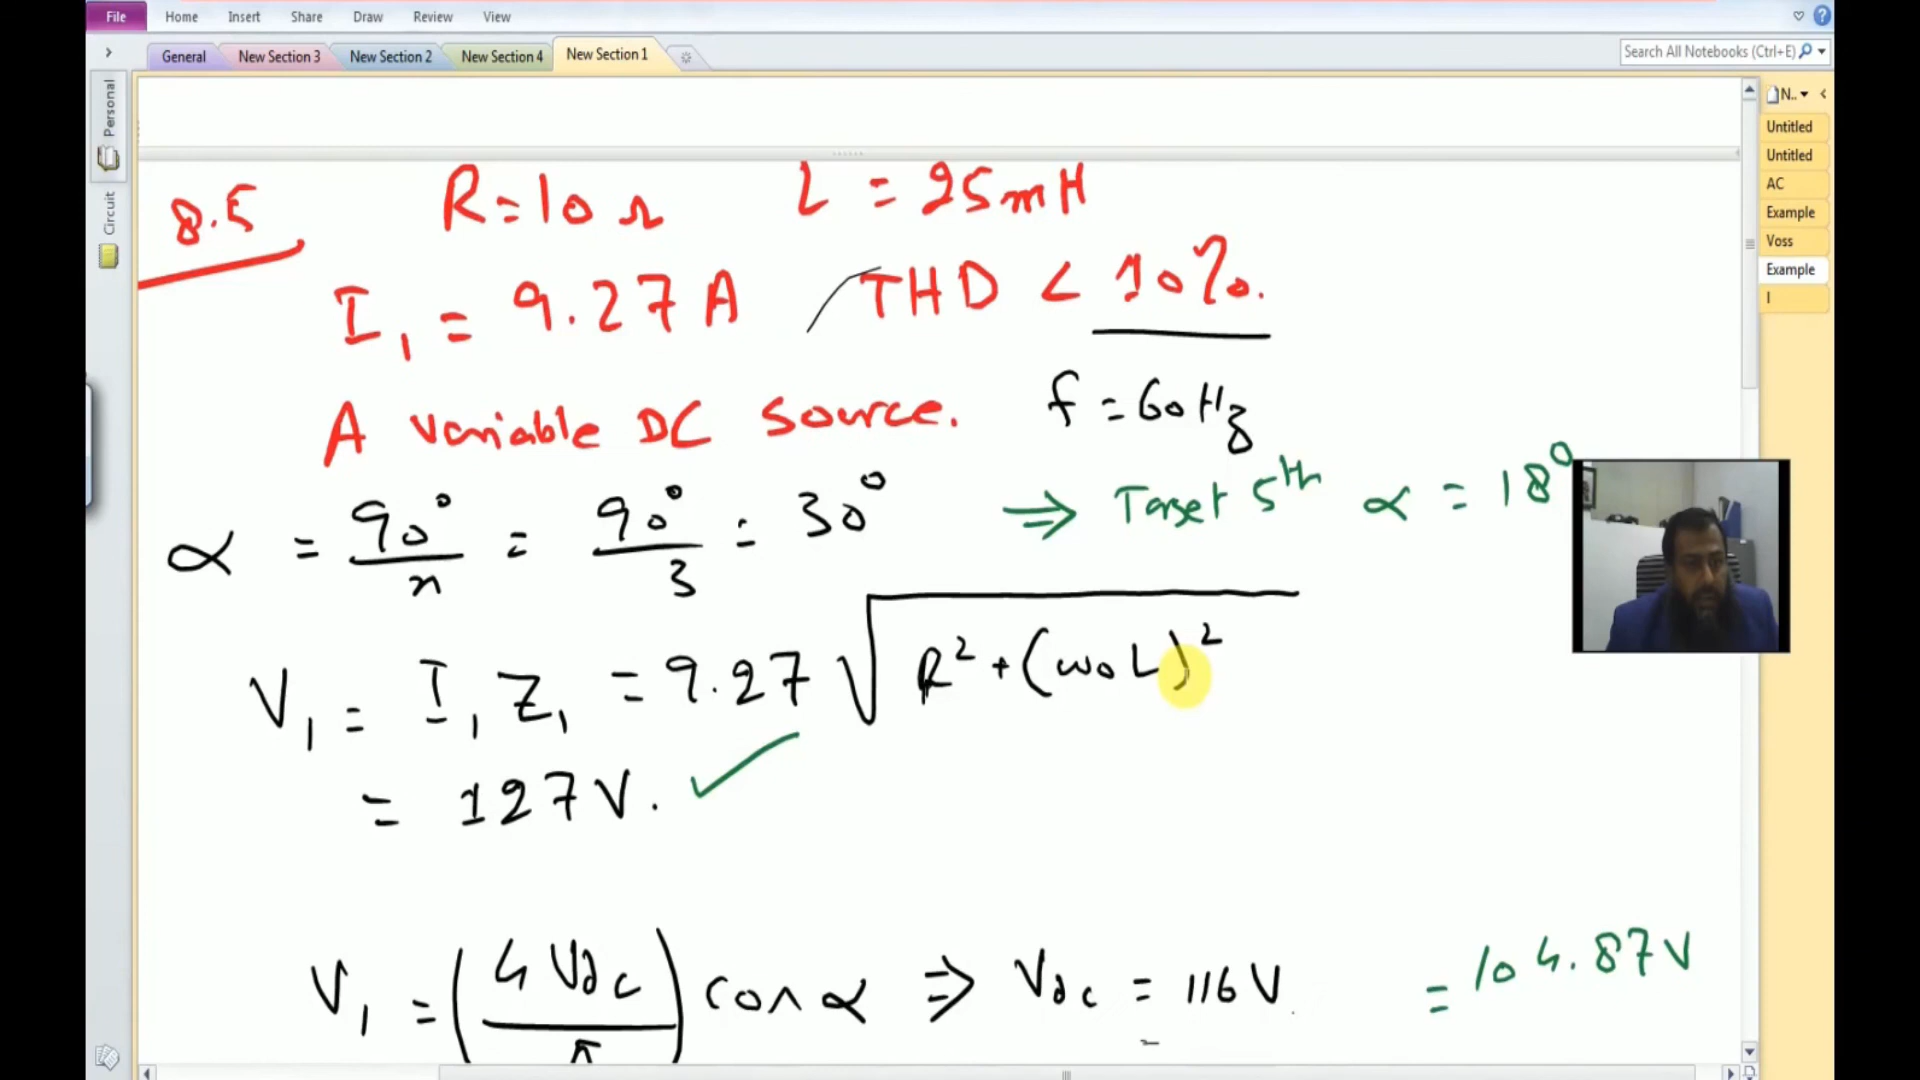 File Home Insert Share Draw Review View
General New Section 3 New Section 2 New Section 4 New Section 1
Search All Notebooks (Ctrl+E)
Personal
Circuit
N..
Untitled
Untitled
AC
Example
Voss
Example
I
8.5 R = 10 Ω L = 25 mH
I₁ = 9.27 A THD < 10%.
A variable DC source. f = 60 Hz
α = 90°/n = 90°/3 = 30° ⇒ Target 5th α = 18°
V₁ = I₁ Z₁ = 9.27 √(R² + (ω₀L)²
= 127 V. ✓
V₁ = (4 Vdc/π) cos α ⇒ Vdc = 116 V. = 104.87 V